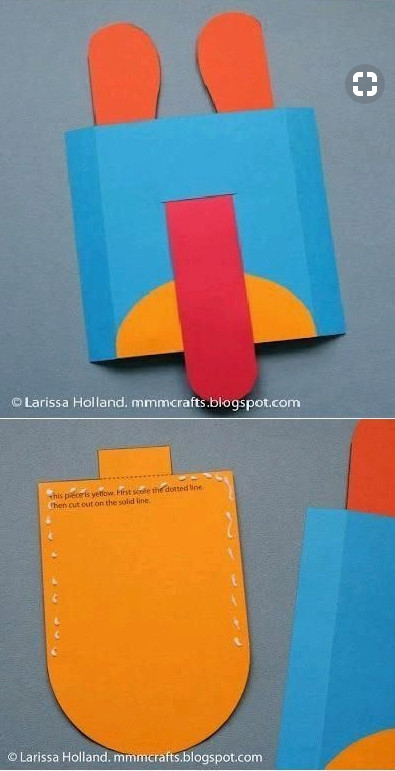 © Larissa Holland. mmmcrafts.blogspot.com
This piece is yellow. First score the dotted line.
Then cut out on the solid line.
© Larissa Holland. mmmcrafts.blogspot.com